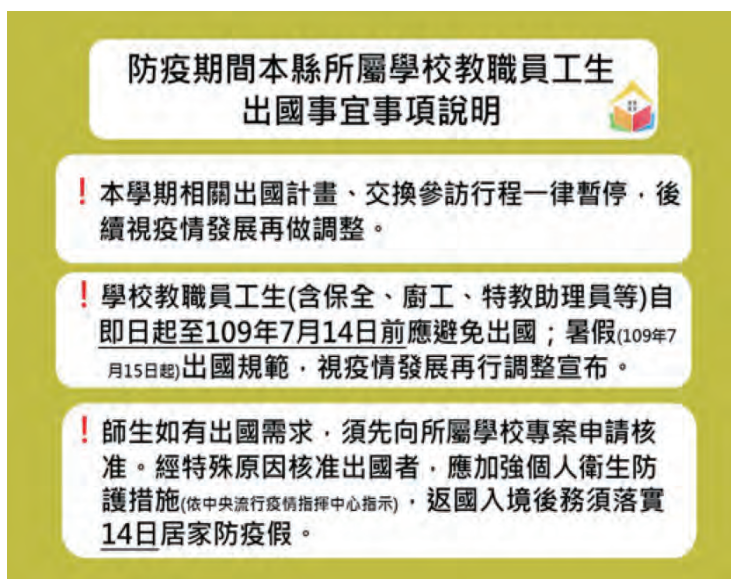 防疫期間本縣所屬學校教職員工生
出國事宜事項說明
！本學期相關出國計畫、交換參訪行程一律暫停，後
續視疫情發展再做調整。
！學校教職員工生(含保全、廚工、特教助理員等)自
即日起至109年7月14日前應避免出國；暑假(109年7
月15日起)出國規範，視疫情發展再行調整宣布。
！師生如有出國需求，須先向所屬學校專案申請核
准。經特殊原因核准出國者，應加強個人衛生防
護措施(依中央流行疫情指揮中心指示)，返國入境後務須落實
14日居家防疫假。